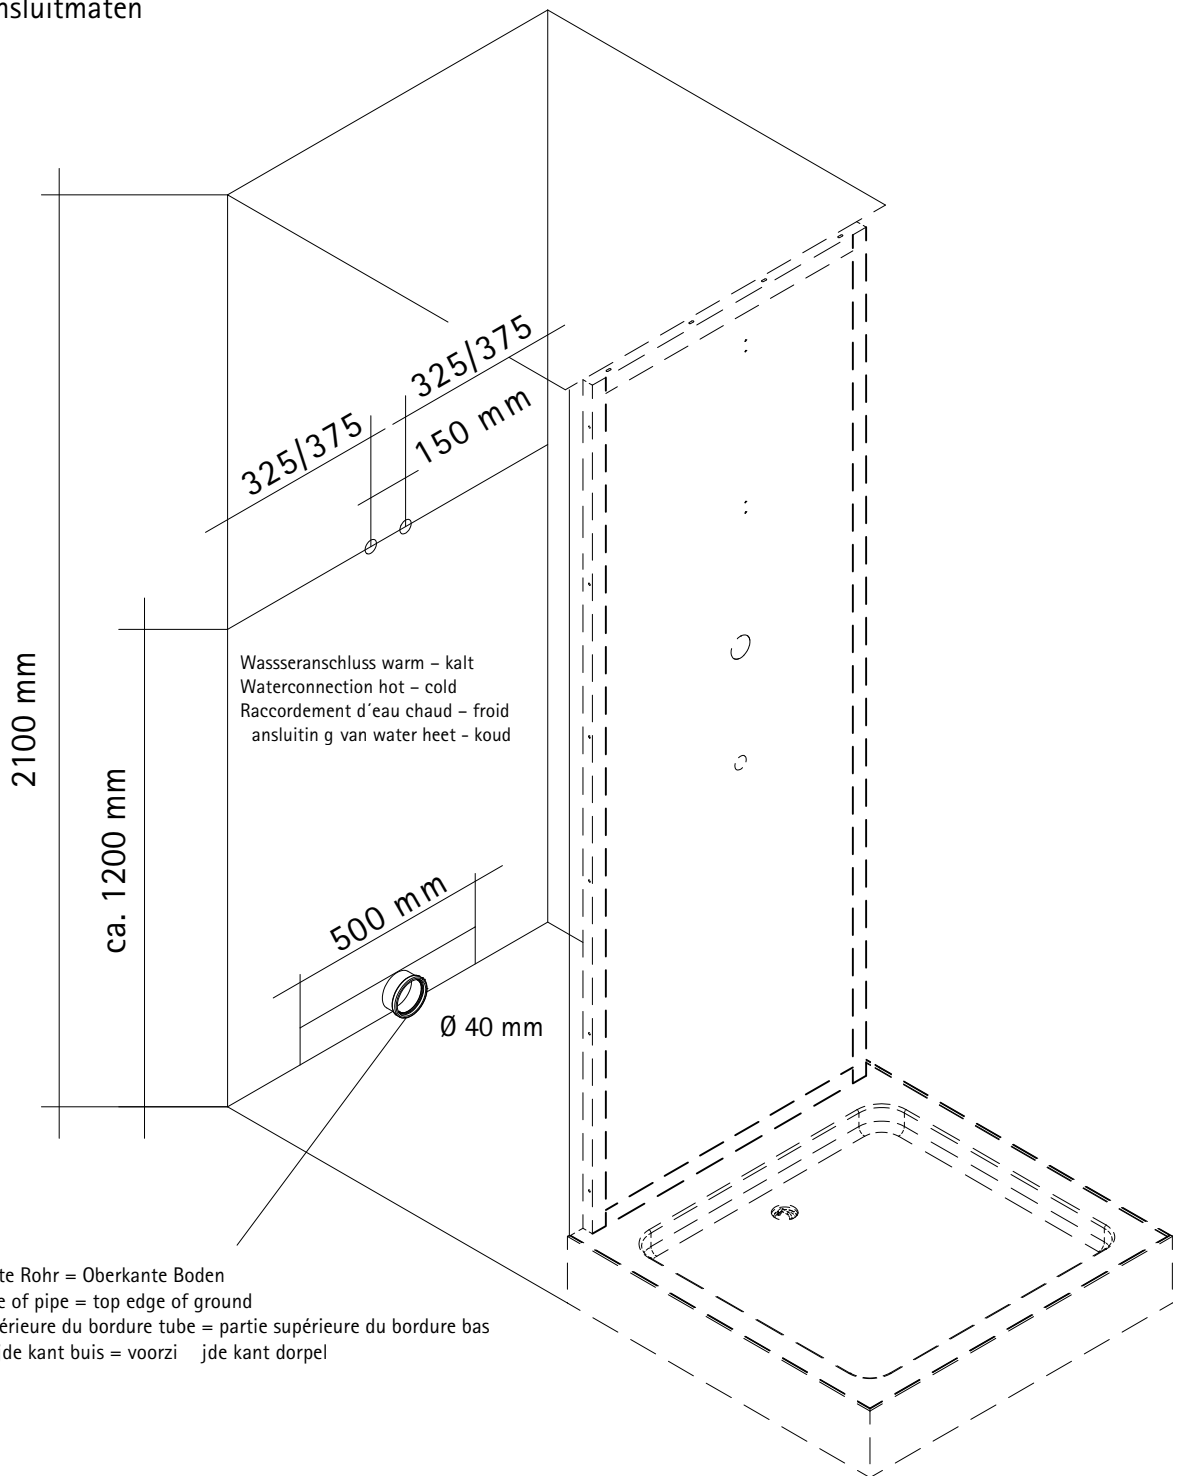 nsluitmaten
325/375
325/375
150 mm
2100 mm
Wassseranschluss warm – kalt
Waterconnection hot – cold
Raccordement d´eau chaud – froid
ansluitin g van water heet - koud
ca. 1200 mm
500 mm
Ø 40 mm
te Rohr = Oberkante Boden
e of pipe = top edge of ground
érieure du bordure tube = partie supérieure du bordure bas
de kant buis = voorzi jde kant dorpel